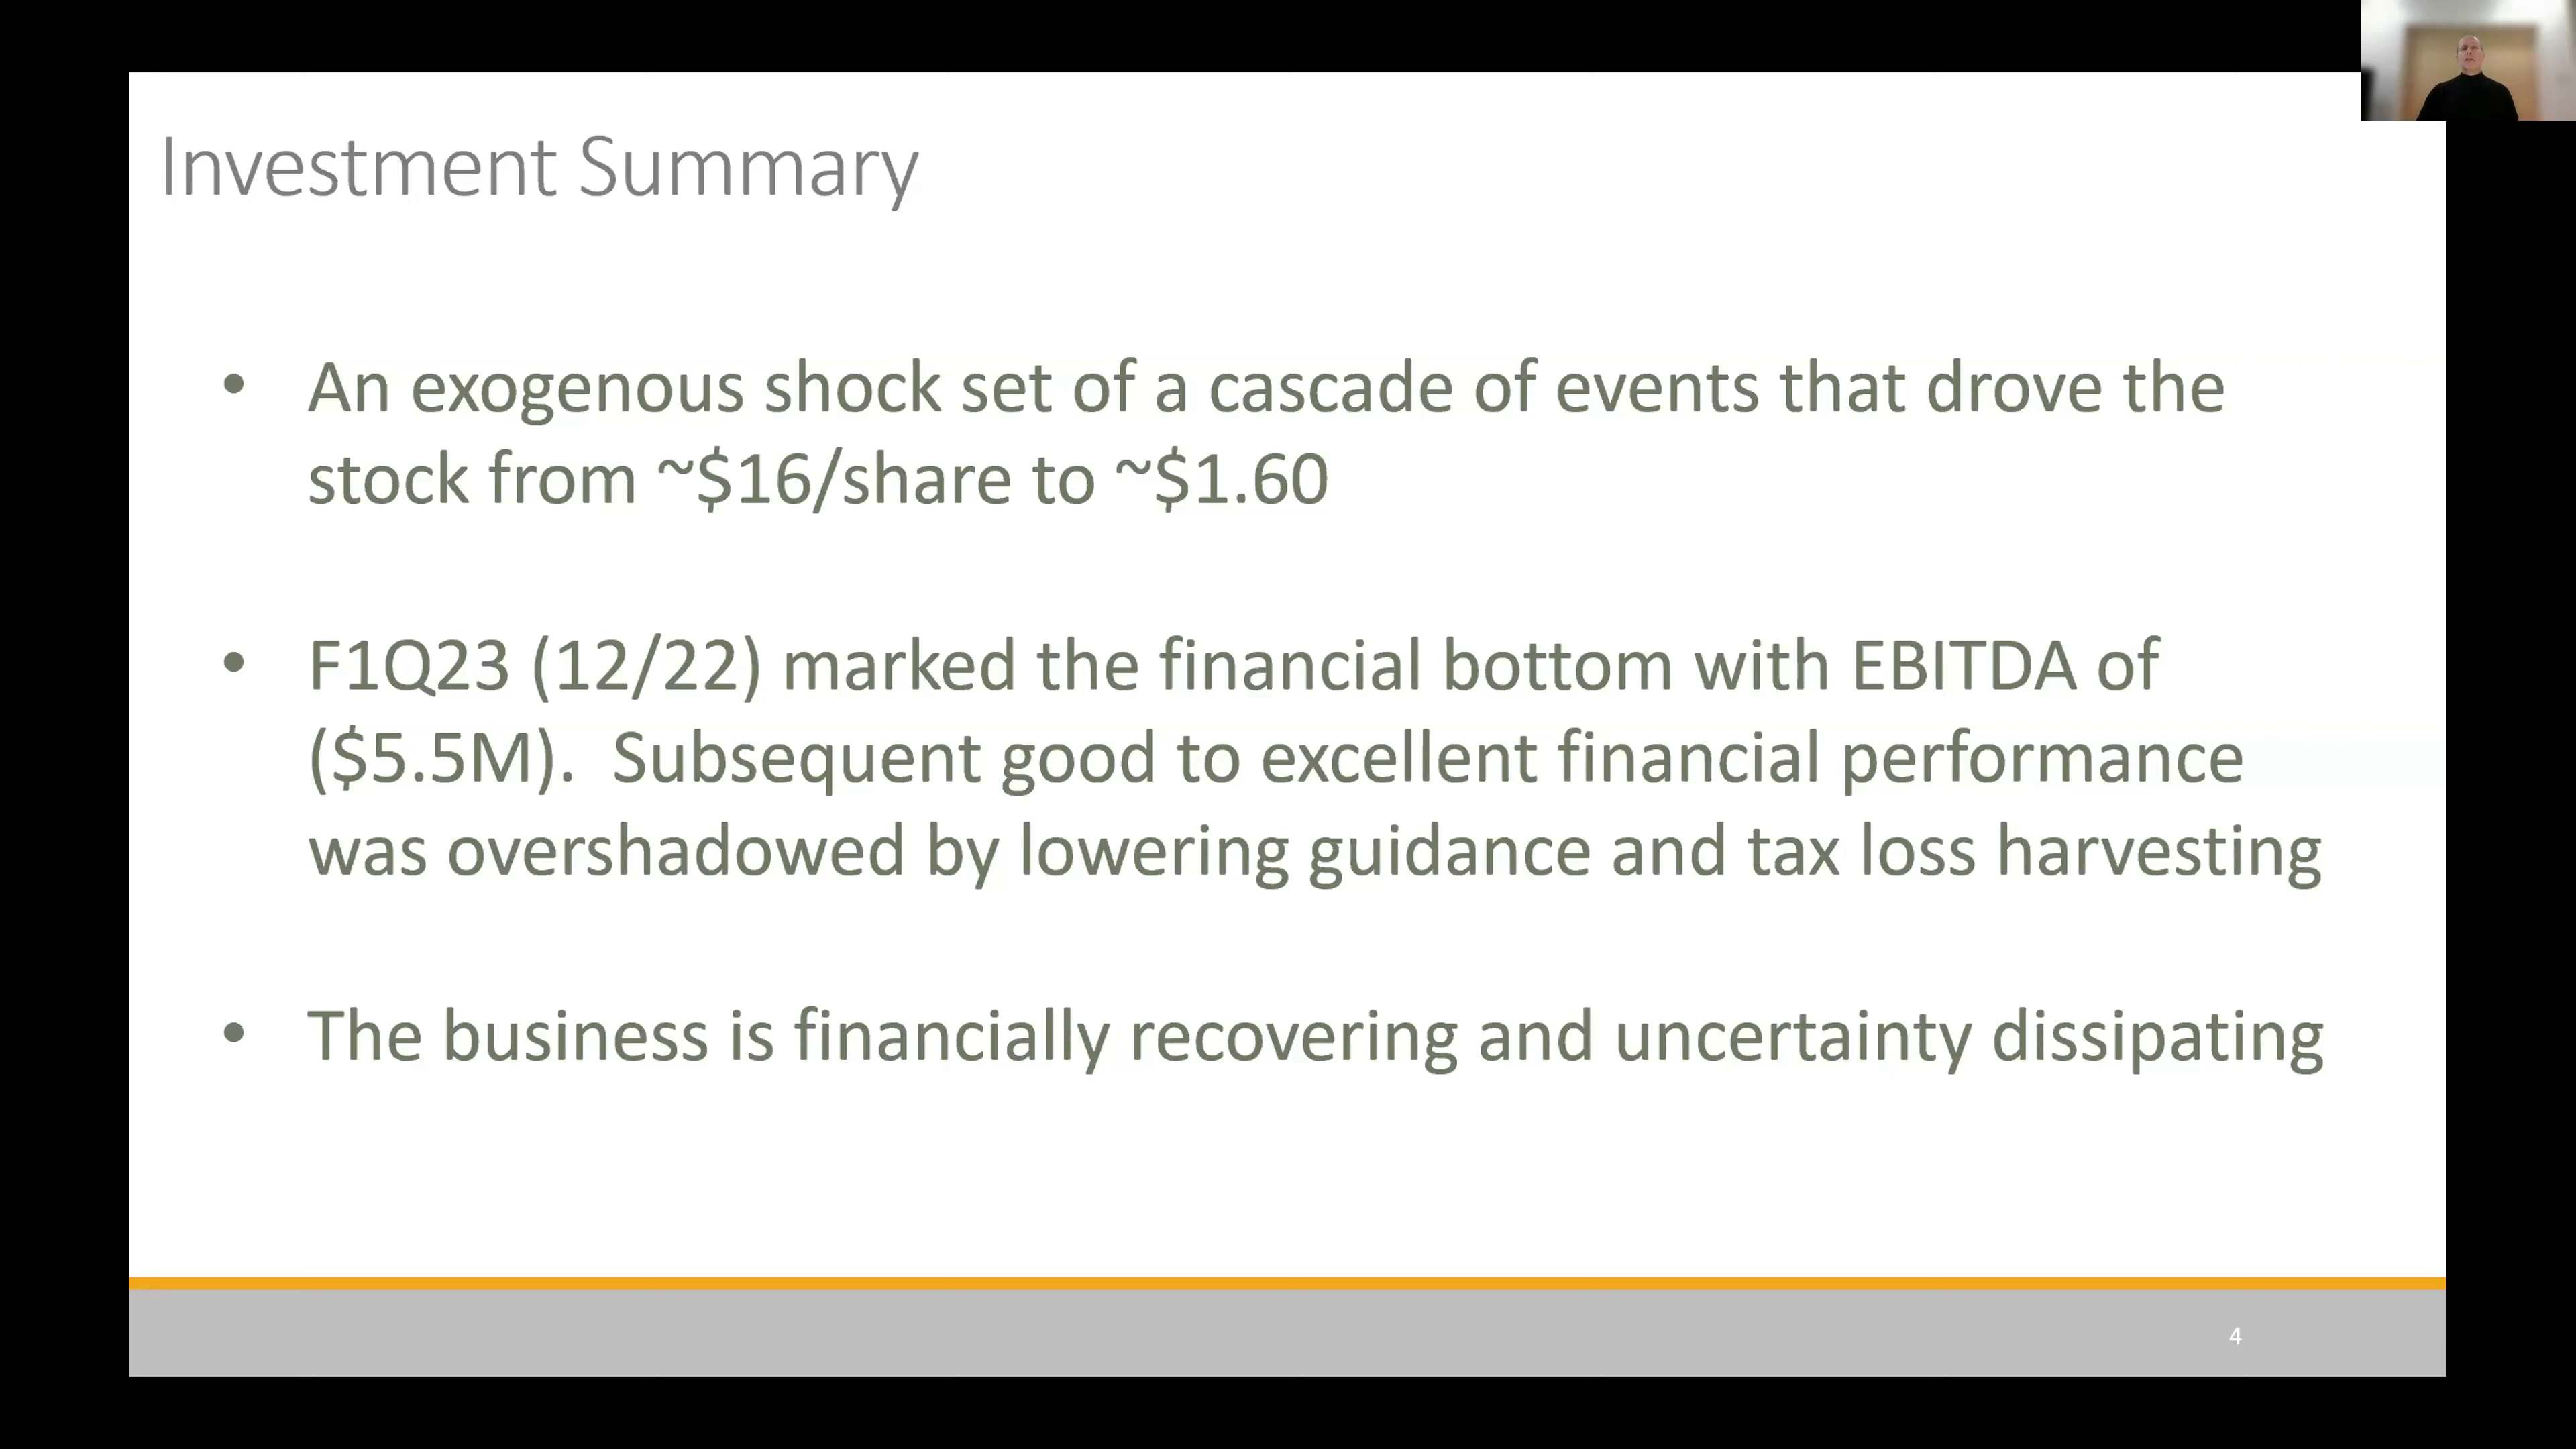 Investment Summary
• An exogenous shock set of a cascade of events that drove the
stock from ~$16/share to ~$1.60
• F1Q23 (12/22) marked the financial bottom with EBITDA of
($5.5M).  Subsequent good to excellent financial performance
was overshadowed by lowering guidance and tax loss harvesting
• The business is financially recovering and uncertainty dissipating
4